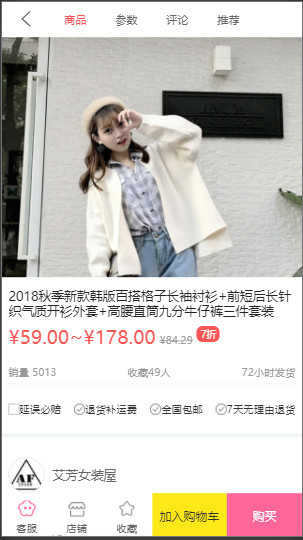 商品 参数 评论 推荐
2018秋季新款韩版百搭格子长袖衬衫+前短后长针
织气质开衫外套+高腰直筒九分牛仔裤三件套装
¥59.00~¥178.00 ¥84.29 7折
销量 5013 收藏49人 72小时发货
延误必赔 退货补运费 全国包邮 7天无理由退货
AF
艾芳女装屋
客服 店铺 收藏 加入购物车 购买